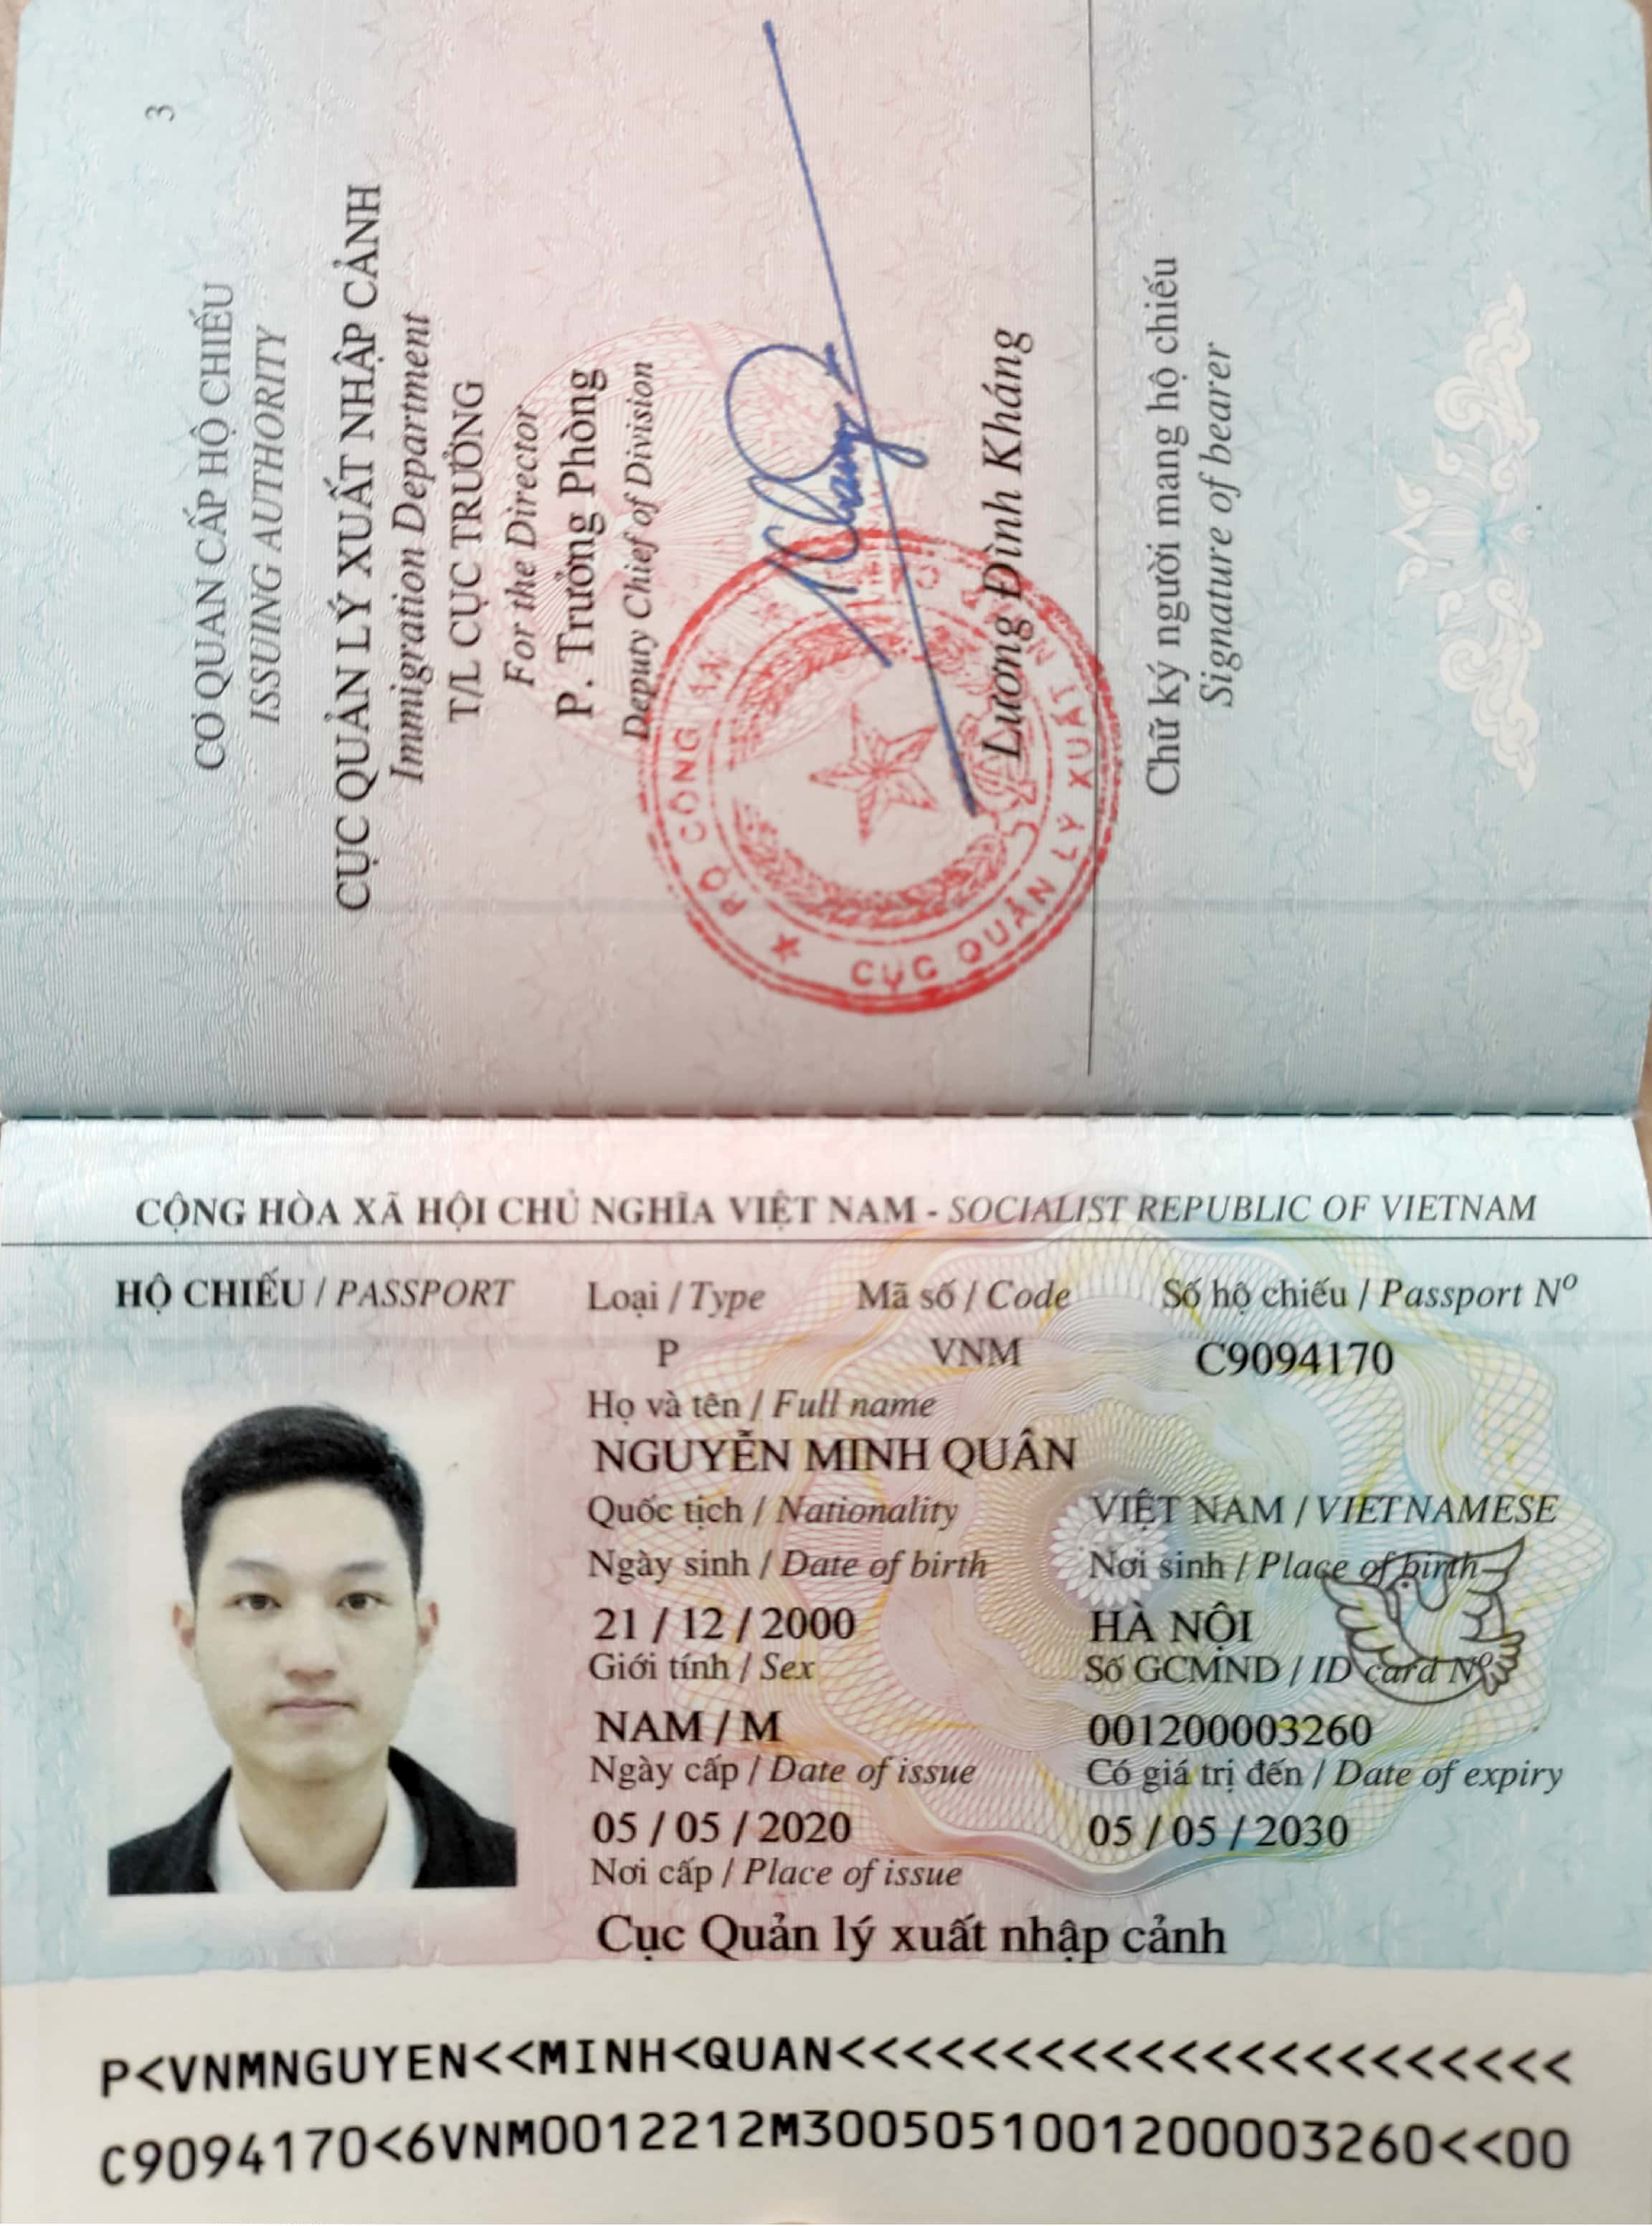 3
CƠ QUAN CẤP HỘ CHIẾU
ISSUING AUTHORITY
CỤC QUẢN LÝ XUẤT NHẬP CẢNH
Immigration Department
T/L CỤC TRƯỞNG
For the Director
P. Trưởng Phòng
Deputy Chief of Division
BỘ CÔNG AN
CỤC QUẢN LÝ XUẤT
Khang
Lương Đình Kháng
Chữ ký người mang hộ chiếu
Signature of bearer
CỘNG HÒA XÃ HỘI CHỦ NGHĨA VIỆT NAM - SOCIALIST REPUBLIC OF VIETNAM
HỘ CHIẾU / PASSPORT Loại / Type Mã số / Code Số hộ chiếu / Passport Nº
P VNM C9094170
Họ và tên / Full name
NGUYỄN MINH QUÂN
Quốc tịch / Nationality VIỆT NAM / VIETNAMESE
Ngày sinh / Date of birth Nơi sinh / Place of birth
21 / 12 / 2000 HÀ NỘI
Giới tính / Sex Số GCMND / ID card Nº
NAM / M 001200003260
Ngày cấp / Date of issue Có giá trị đến / Date of expiry
05 / 05 / 2020 05 / 05 / 2030
Nơi cấp / Place of issue
Cục Quản lý xuất nhập cảnh
P<VNMNGUYEN<<MINH<QUAN<<<<<<<<<<<<<<<<<<<<<<
C9094170<6VNM0012212M3005051001200003260<<00